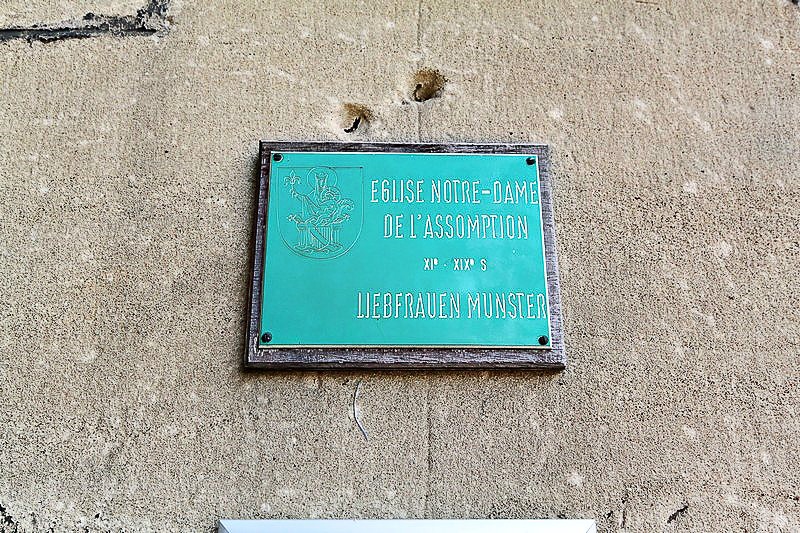 EGLISE NOTRE-DAME
DE L'ASSOMPTION
XIᵉ - XIXᵉ S
LIEBFRAUEN MUNSTER